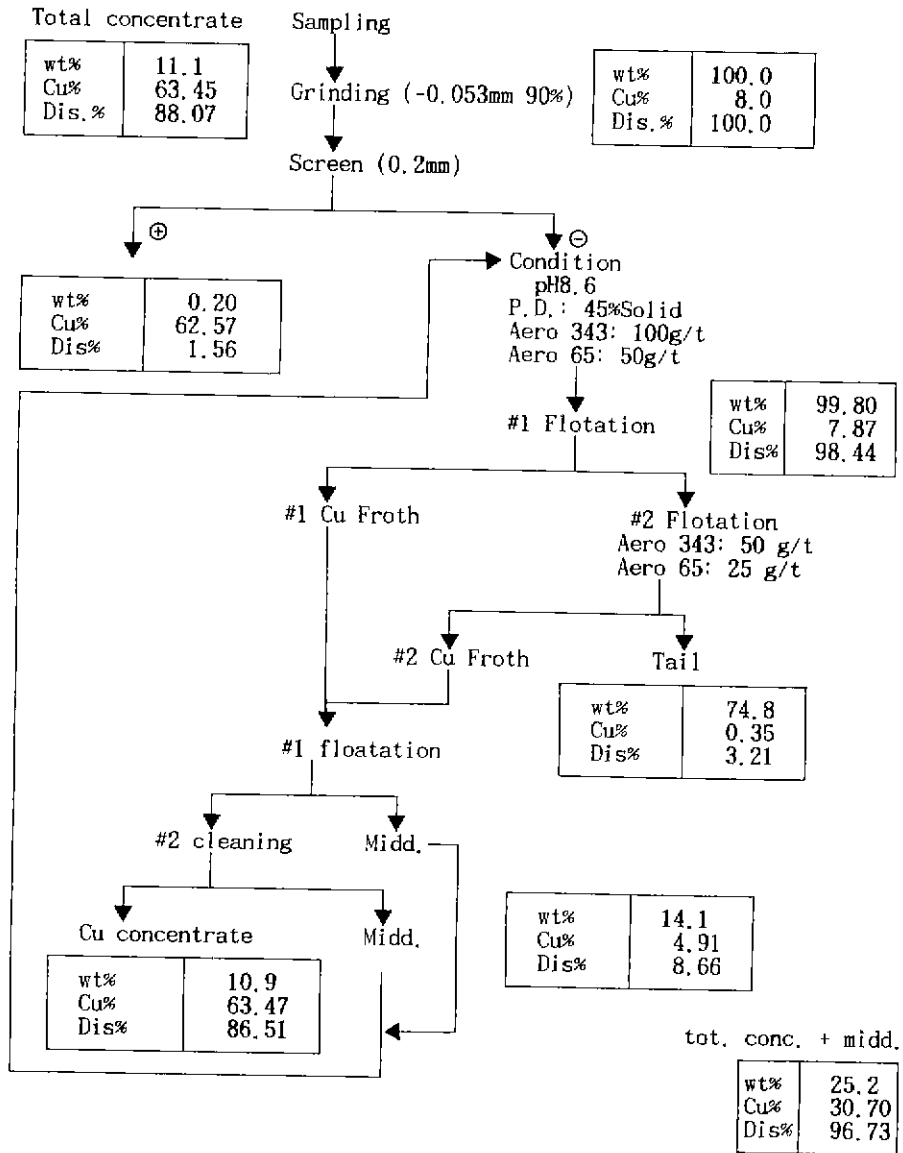 Total concentrate
wt% 11.1
Cu% 63.45
Dis.% 88.07
Sampling
Grinding (-0.053mm 90%)
wt% 100.0
Cu% 8.0
Dis.% 100.0
Screen (0.2mm)
⊕
⊖
wt% 0.20
Cu% 62.57
Dis% 1.56
Condition
pH8.6
P.D.: 45%Solid
Aero 343: 100g/t
Aero 65: 50g/t
#1 Flotation
wt% 99.80
Cu% 7.87
Dis% 98.44
#1 Cu Froth
#2 Flotation
Aero 343: 50 g/t
Aero 65: 25 g/t
#2 Cu Froth
Tail
wt% 74.8
Cu% 0.35
Dis% 3.21
#1 floatation
#2 cleaning
Midd.
Cu concentrate
Midd.
wt% 14.1
Cu% 4.91
Dis% 8.66
wt% 10.9
Cu% 63.47
Dis% 86.51
tot. conc. + midd.
wt% 25.2
Cu% 30.70
Dis% 96.73